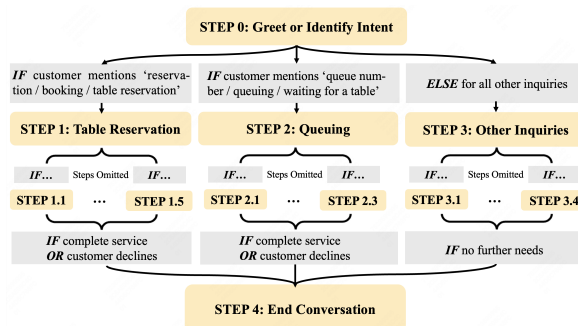 STEP 0: Greet or Identify Intent
IF customer mentions ‘reserva-
tion / booking / table reservation’
IF customer mentions ‘queue num-
ber / queuing / waiting for a table’
ELSE for all other inquiries
STEP 1: Table Reservation
STEP 2: Queuing
STEP 3: Other Inquiries
IF… Steps Omitted IF…
IF… Steps Omitted IF…
IF… Steps Omitted IF…
STEP 1.1 … STEP 1.5
STEP 2.1 … STEP 2.3
STEP 3.1 … STEP 3.4
IF complete service
OR customer declines
IF complete service
OR customer declines
IF no further needs
STEP 4: End Conversation